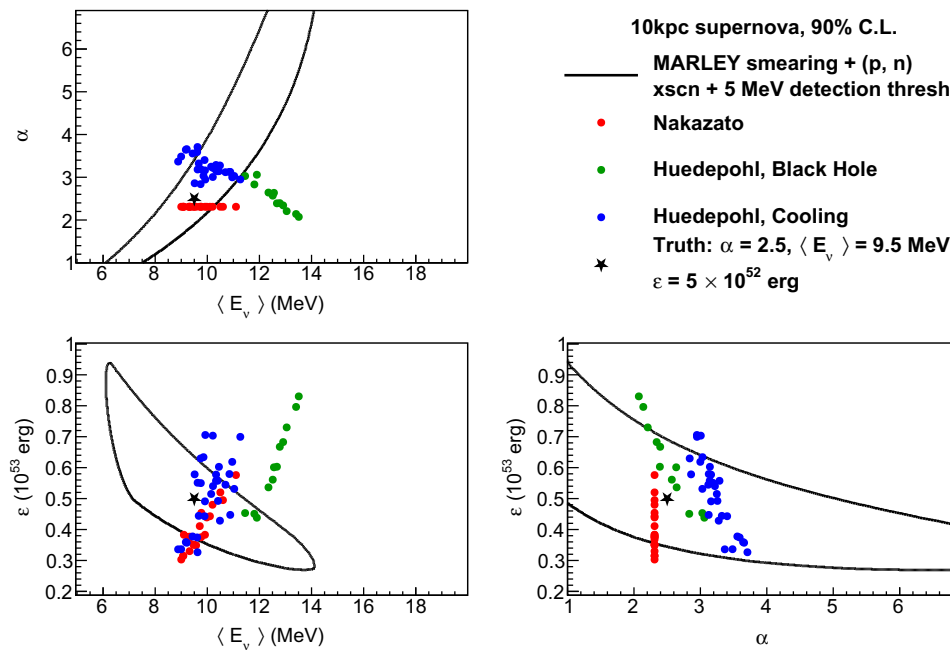 10kpc supernova, 90% C.L.
MARLEY smearing + (p, n)
xscn + 5 MeV detection thresh
Nakazato
Huedepohl, Black Hole
Huedepohl, Cooling
Truth: α = 2.5, ⟨ E_ν ⟩ = 9.5 MeV
ε = 5 × 10^52 erg
6
5
4
3
2
1
α
6 8 10 12 14 16 18
⟨ E_ν ⟩ (MeV)
1
0.9
0.8
0.7
0.6
0.5
0.4
0.3
0.2
ε (10^53 erg)
6 8 10 12 14 16 18
⟨ E_ν ⟩ (MeV)
1
0.9
0.8
0.7
0.6
0.5
0.4
0.3
0.2
ε (10^53 erg)
1 2 3 4 5 6
α